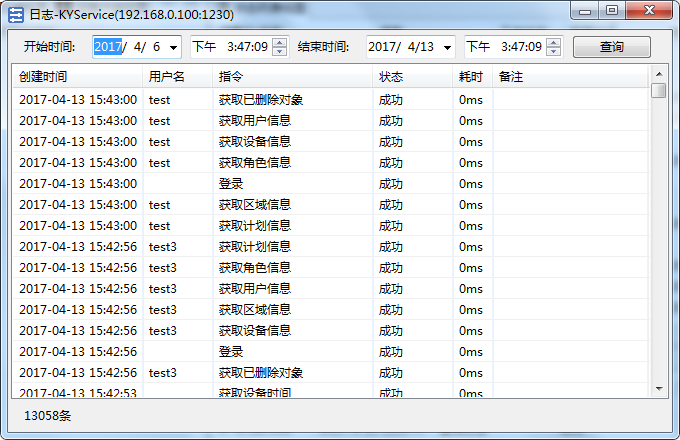 日志-KYService(192.168.0.100:1230)
开始时间: 2017/ 4/ 6 下午 3:47:09 结束时间: 2017/ 4/13 下午 3:47:09 查询
创建时间 用户名 指令 状态 耗时 备注
2017-04-13 15:43:00 test 获取已删除对象 成功 0ms
2017-04-13 15:43:00 test 获取用户信息 成功 0ms
2017-04-13 15:43:00 test 获取设备信息 成功 0ms
2017-04-13 15:43:00 test 获取角色信息 成功 0ms
2017-04-13 15:43:00 登录 成功 0ms
2017-04-13 15:43:00 test 获取区域信息 成功 0ms
2017-04-13 15:43:00 test 获取计划信息 成功 0ms
2017-04-13 15:42:56 test3 获取计划信息 成功 0ms
2017-04-13 15:42:56 test3 获取角色信息 成功 0ms
2017-04-13 15:42:56 test3 获取用户信息 成功 0ms
2017-04-13 15:42:56 test3 获取区域信息 成功 0ms
2017-04-13 15:42:56 test3 获取设备信息 成功 0ms
2017-04-13 15:42:56 登录 成功 0ms
2017-04-13 15:42:56 test3 获取已删除对象 成功 0ms
2017-04-13 15:42:53 获取设备时间 成功 0ms
13058条